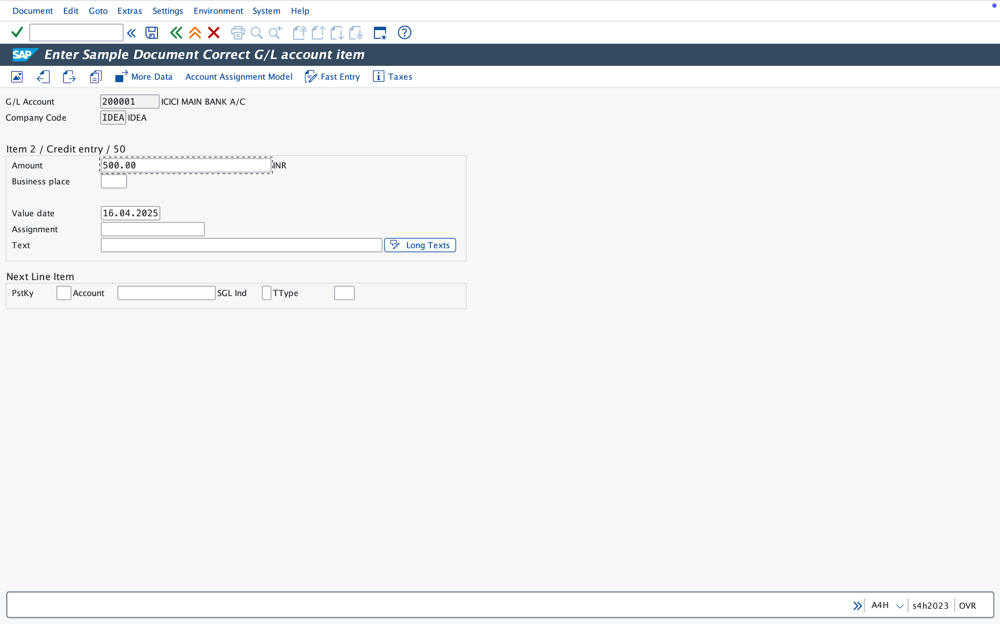 Document Edit Goto Extras Settings Environment System Help
SAP Enter Sample Document Correct G/L account item
More Data Account Assignment Model Fast Entry Taxes
G/L Account 200001 ICICI MAIN BANK A/C
Company Code IDEA IDEA
Item 2 / Credit entry / 50
Amount 500.00 INR
Business place
Value date 16.04.2025
Assignment
Text Long Texts
Next Line Item
PstKy Account SGL Ind TType
A4H s4h2023 OVR